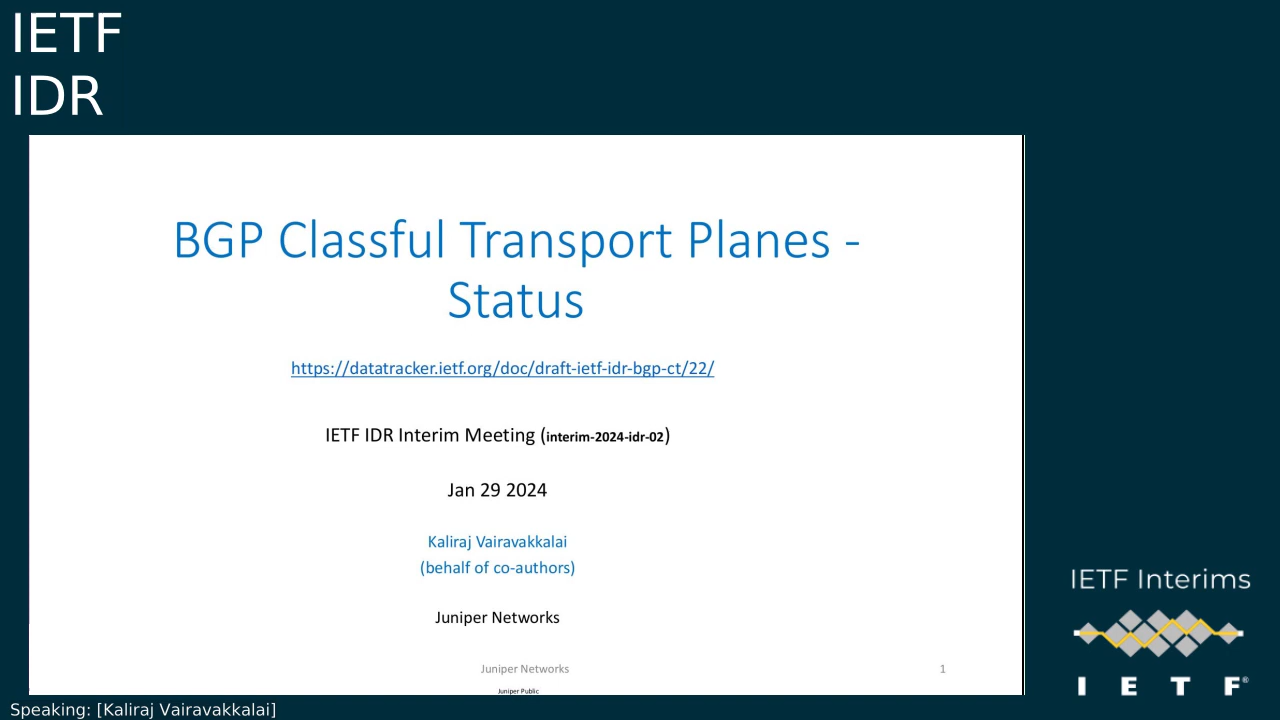 IETF
IDR
BGP Classful Transport Planes -
Status
https://datatracker.ietf.org/doc/draft-ietf-idr-bgp-ct/22/
IETF IDR Interim Meeting (interim-2024-idr-02)
Jan 29 2024
Kaliraj Vairavakkalai
(behalf of co-authors)
Juniper Networks
Juniper Networks
1
Juniper Public
IETF Interims
I E T F®
Speaking: [Kaliraj Vairavakkalai]